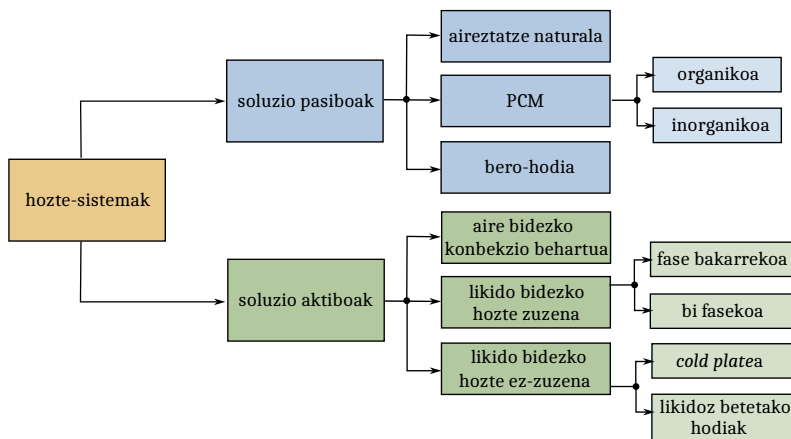 aireztatze naturala
organikoa
soluzio pasiboak
PCM
inorganikoa
bero-hodia
hozte-sistemak
aire bidezko
konbekzio behartua
fase bakarrekoa
soluzio aktiboak
likido bidezko
hozte zuzena
bi fasekoa
likido bidezko
hozte ez-zuzena
cold platea
likidoz betetako
hodiak